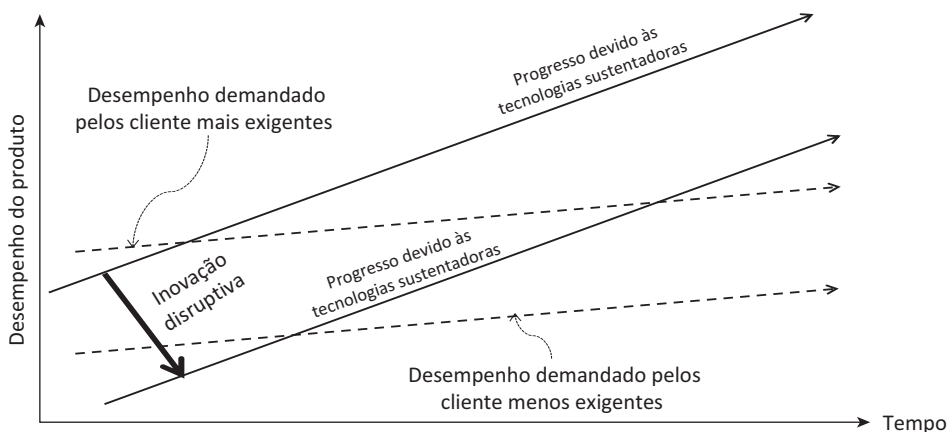 Progresso devido às
tecnologias sustentadoras
Desempenho demandado
pelos cliente mais exigentes
Desempenho do produto
Inovação
disruptiva
Progresso devido às
tecnologias sustentadoras
Desempenho demandado pelos
cliente menos exigentes
Tempo